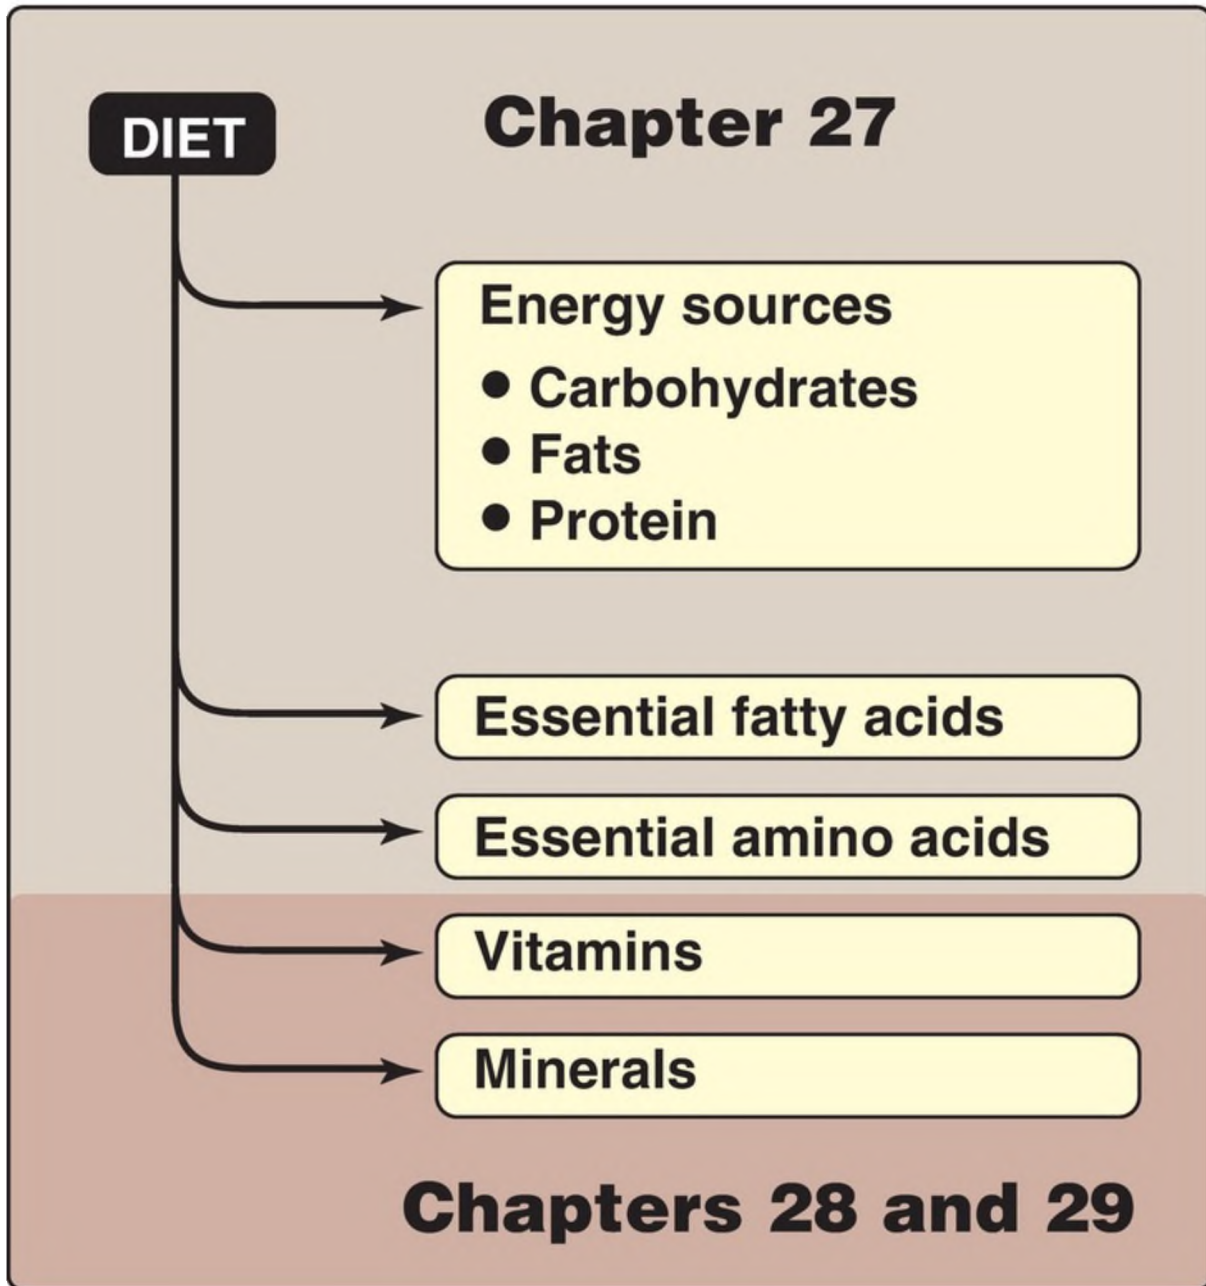 DIET
Chapter 27
Energy sources
● Carbohydrates
● Fats
● Protein
Essential fatty acids
Essential amino acids
Vitamins
Minerals
Chapters 28 and 29